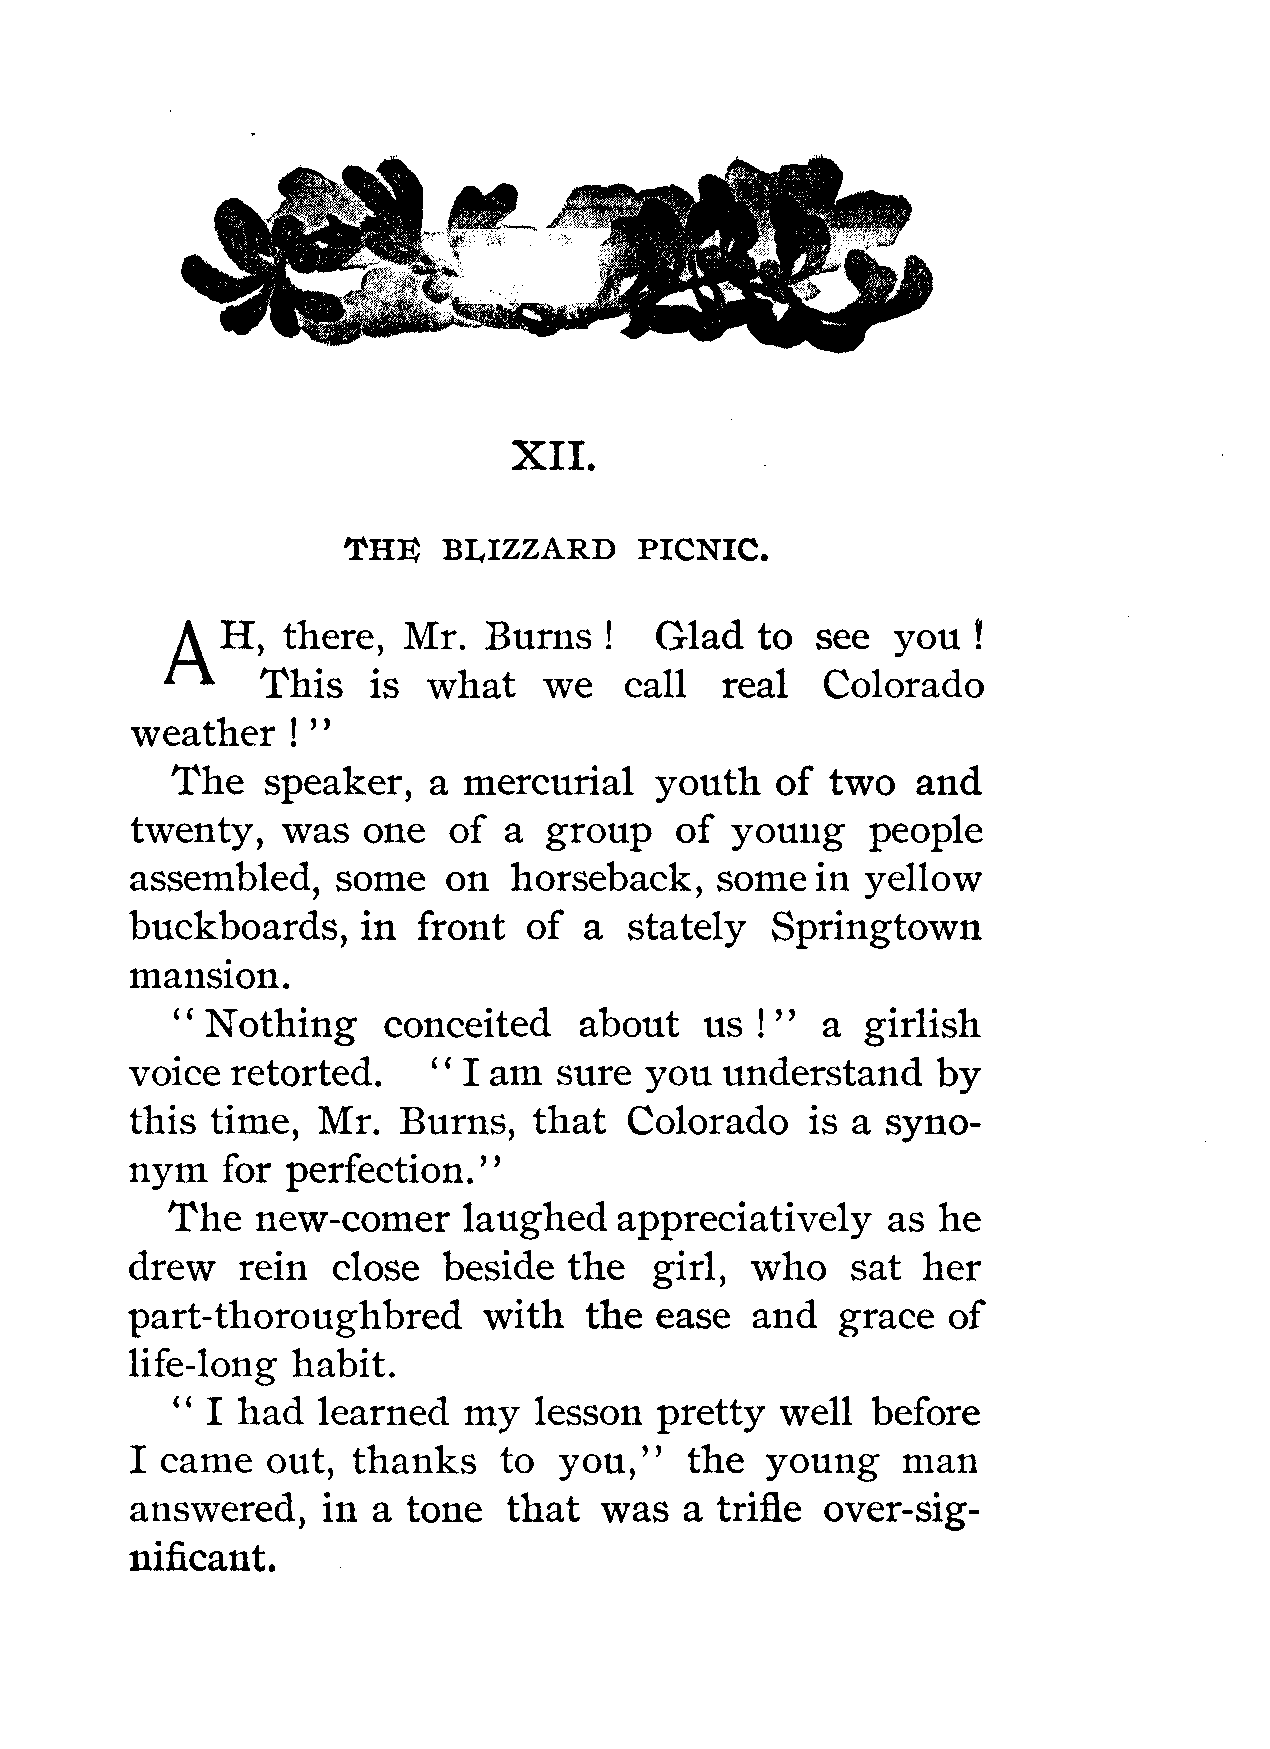 XII.
THE BLIZZARD PICNIC.
AH, there, Mr. Burns! Glad to see you!
This is what we call real Colorado
weather!”
The speaker, a mercurial youth of two and
twenty, was one of a group of young people
assembled, some on horseback, some in yellow
buckboards, in front of a stately Springtown
mansion.
“Nothing conceited about us!” a girlish
voice retorted. “I am sure you understand by
this time, Mr. Burns, that Colorado is a syno-
nym for perfection.”
The new-comer laughed appreciatively as he
drew rein close beside the girl, who sat her
part-thoroughbred with the ease and grace of
life-long habit.
“I had learned my lesson pretty well before
I came out, thanks to you,” the young man
answered, in a tone that was a trifle over-sig-
nificant.